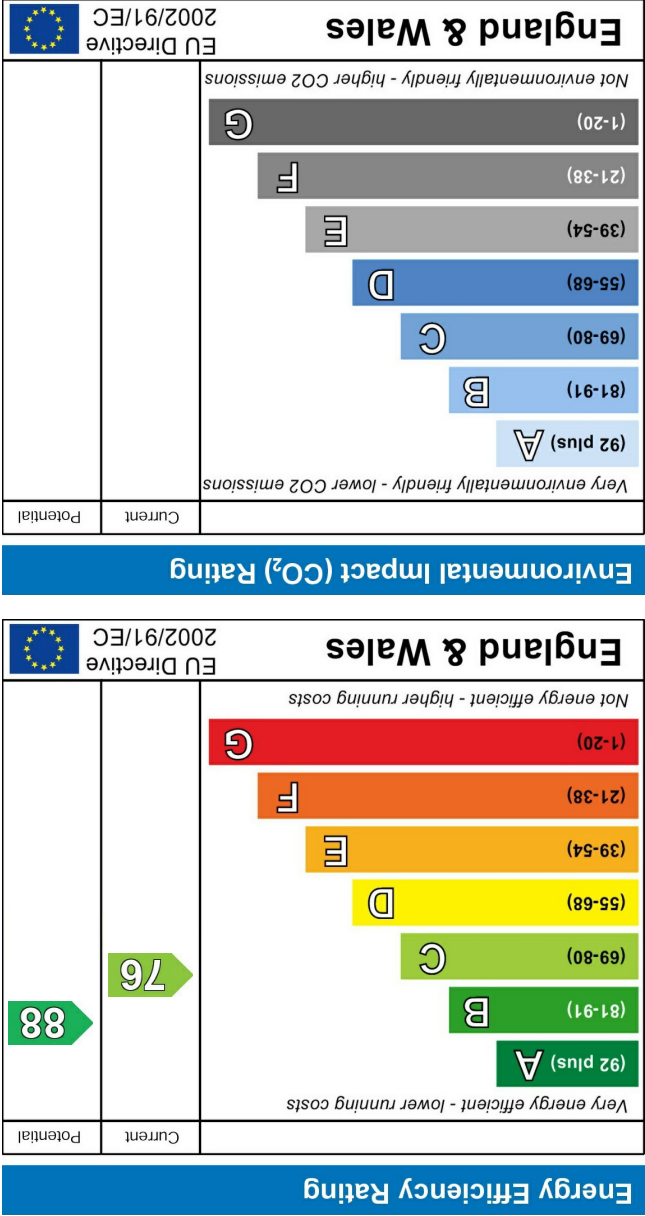 Energy Efficiency Rating
Current Potential
Very energy efficient - lower running costs
(92 plus) A
(81-91) B
(69-80) C
(55-68) D
(39-54) E
(21-38) F
(1-20) G
76
88
Not energy efficient - higher running costs
England & Wales
EU Directive
2002/91/EC
Environmental Impact (CO₂) Rating
Current Potential
Very environmentally friendly - lower CO2 emissions
(92 plus) A
(81-91) B
(69-80) C
(55-68) D
(39-54) E
(21-38) F
(1-20) G
Not environmentally friendly - higher CO2 emissions
England & Wales
EU Directive
2002/91/EC